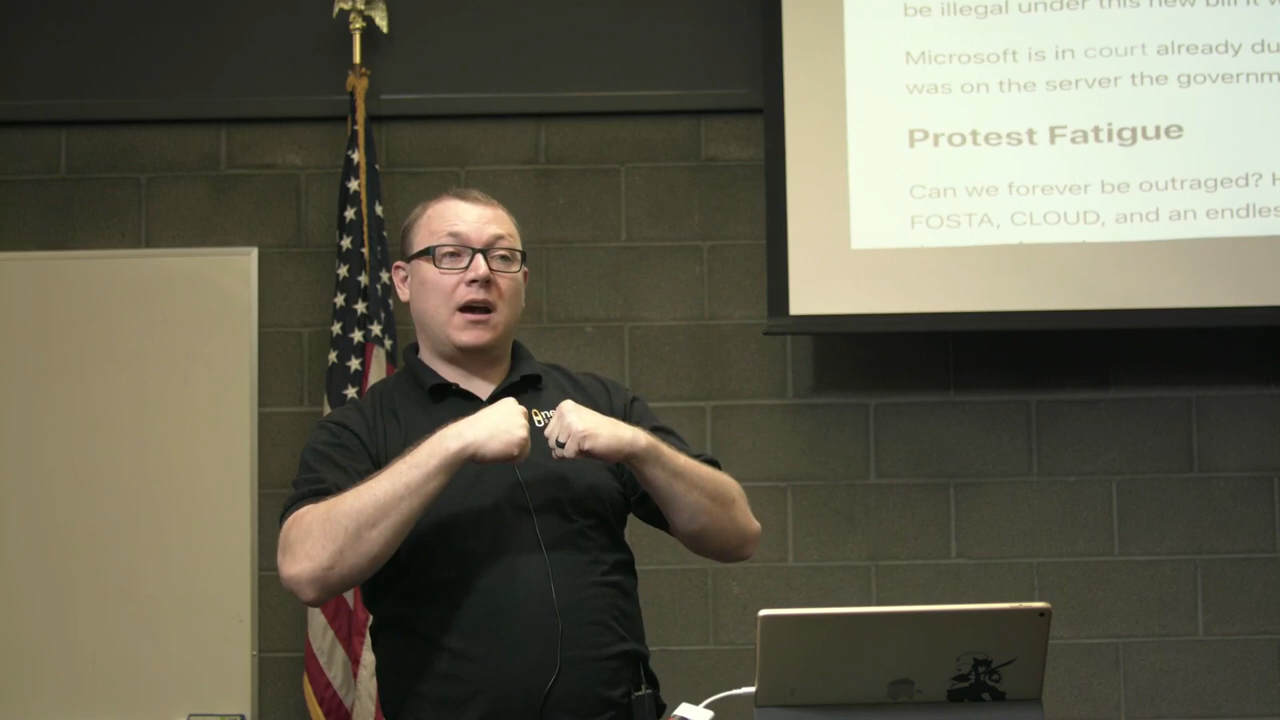 be illegal under this new bill it w
Microsoft is in court already du
was on the server the governm
Protest Fatigue
Can we forever be outraged? H
FOSTA, CLOUD, and an endles